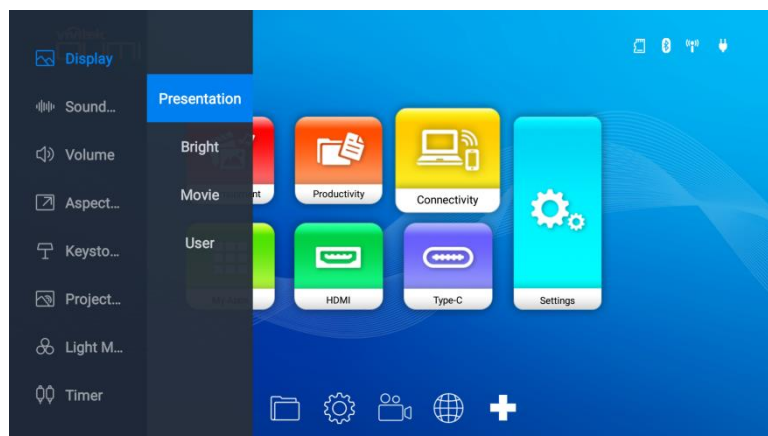 Display
Sound...
Volume
Aspect...
Keysto...
Project...
Light M...
Timer
Presentation
Bright
Movie
User
Productivity
Connectivity
HDMI
Type-C
Settings